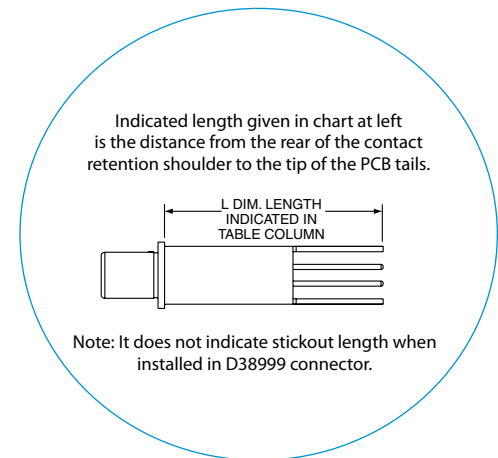 Indicated length given in chart at left
is the distance from the rear of the contact
retention shoulder to the tip of the PCB tails.
L DIM. LENGTH
INDICATED IN
TABLE COLUMN
Note: It does not indicate stickout length when
installed in D38999 connector.